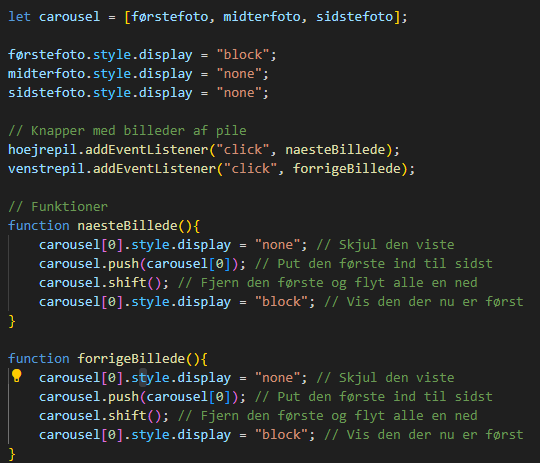 let carousel = [førstefoto, midterfoto, sidstefoto];
førstefoto.style.display = "block";
midterfoto.style.display = "none";
sidstefoto.style.display = "none";
// Knapper med billeder af pile
hoejrepil.addEventListener("click", naesteBillede);
venstrepil.addEventListener("click", forrigeBillede);
// Funktioner
function naesteBillede(){
carousel[0].style.display = "none"; // Skjul den viste
carousel.push(carousel[0]); // Put den første ind til sidst
carousel.shift(); // Fjern den første og flyt alle en ned
carousel[0].style.display = "block"; // Vis den der nu er først
}
function forrigeBillede(){
carousel[0].style.display = "none"; // Skjul den viste
carousel.push(carousel[0]); // Put den første ind til sidst
carousel.shift(); // Fjern den første og flyt alle en ned
carousel[0].style.display = "block"; // Vis den der nu er først
}